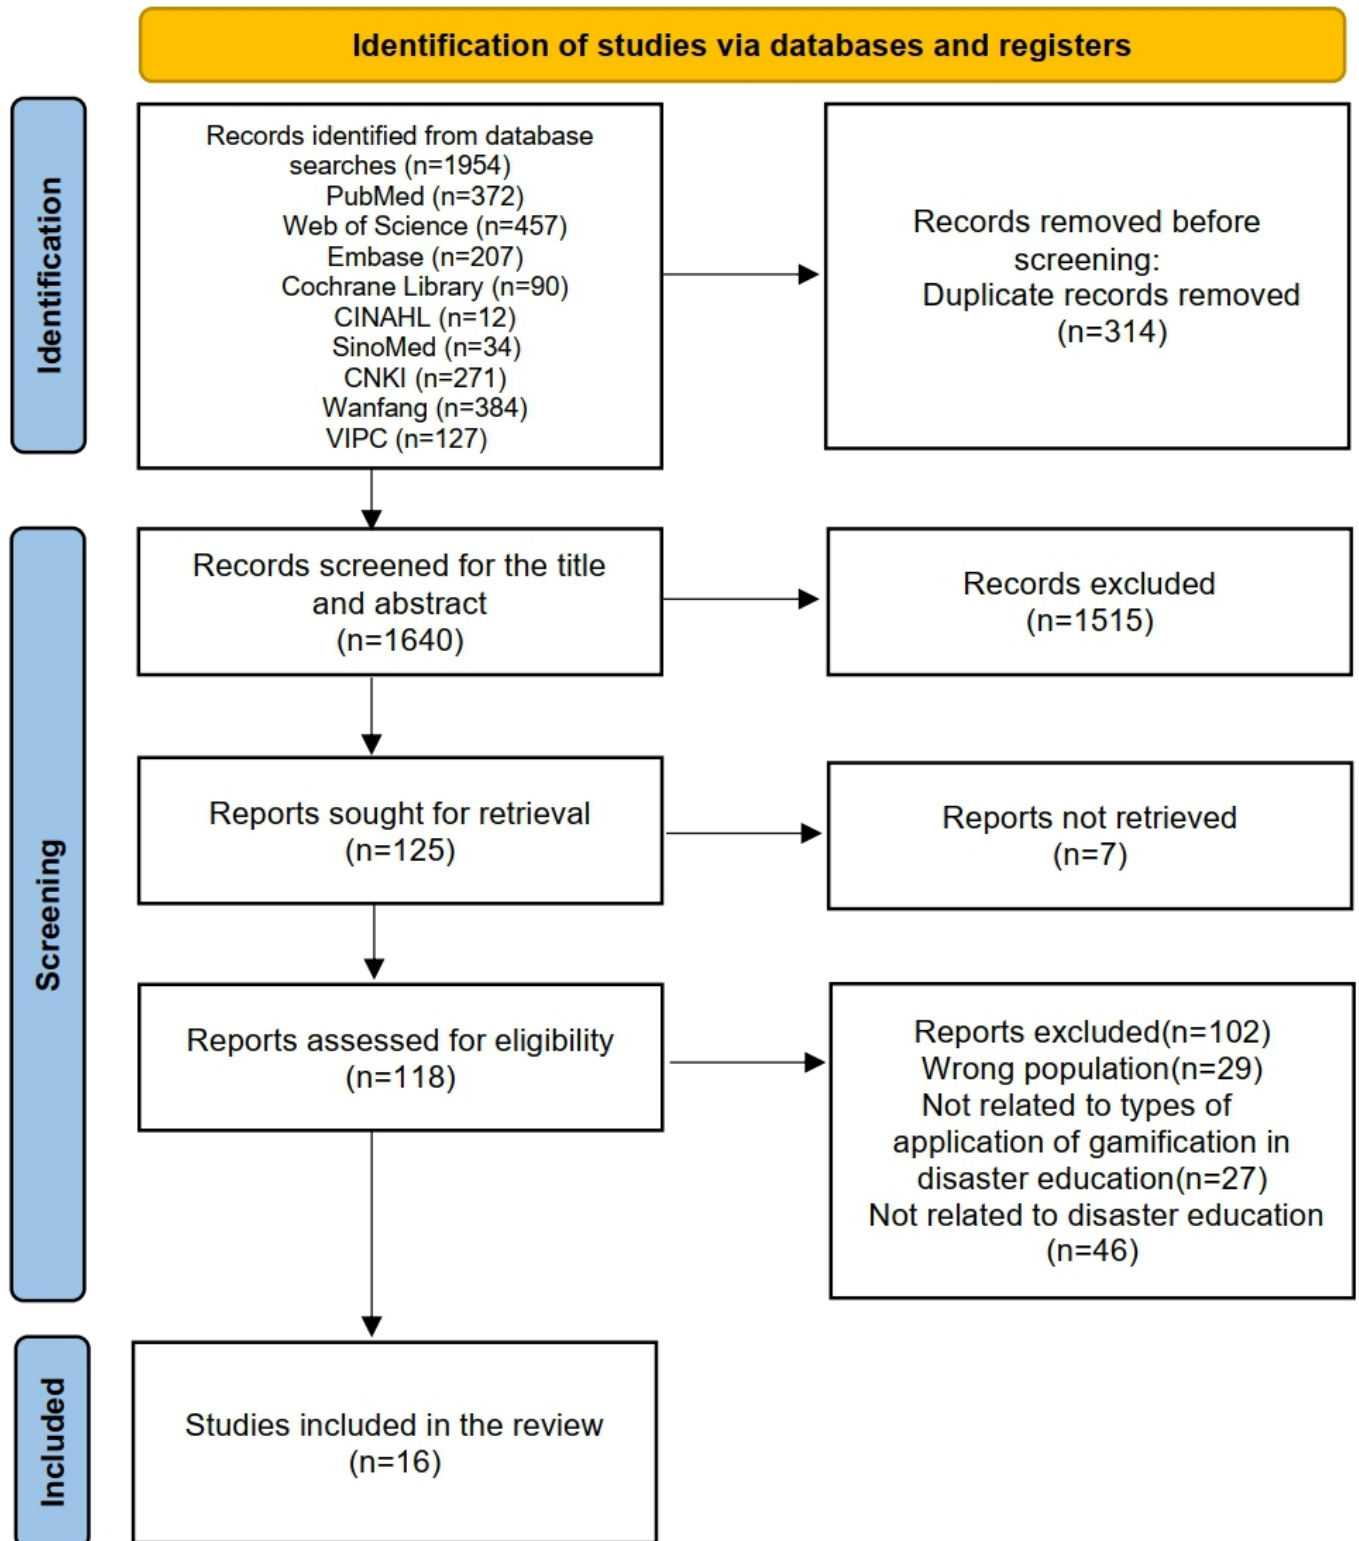 Identification of studies via databases and registers
Identification
Records identified from database
searches (n=1954)
PubMed (n=372)
Web of Science (n=457)
Embase (n=207)
Cochrane Library (n=90)
CINAHL (n=12)
SinoMed (n=34)
CNKI (n=271)
Wanfang (n=384)
VIPC (n=127)
Records removed before
screening:
Duplicate records removed
(n=314)
Screening
Records screened for the title
and abstract
(n=1640)
Records excluded
(n=1515)
Reports sought for retrieval
(n=125)
Reports not retrieved
(n=7)
Reports assessed for eligibility
(n=118)
Reports excluded(n=102)
Wrong population(n=29)
Not related to types of
application of gamification in
disaster education(n=27)
Not related to disaster education
(n=46)
Included
Studies included in the review
(n=16)